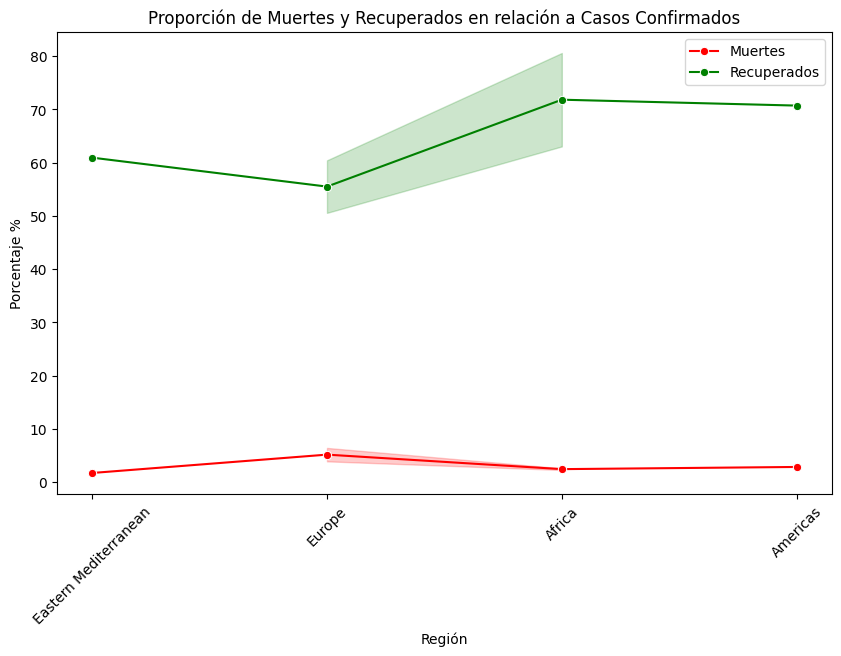 Proporción de Muertes y Recuperados en relación a Casos Confirmados
Muertes
Recuperados
Porcentaje %
80
70
60
50
40
30
20
10
0
Eastern Mediterranean
Europe
Africa
Americas
Región